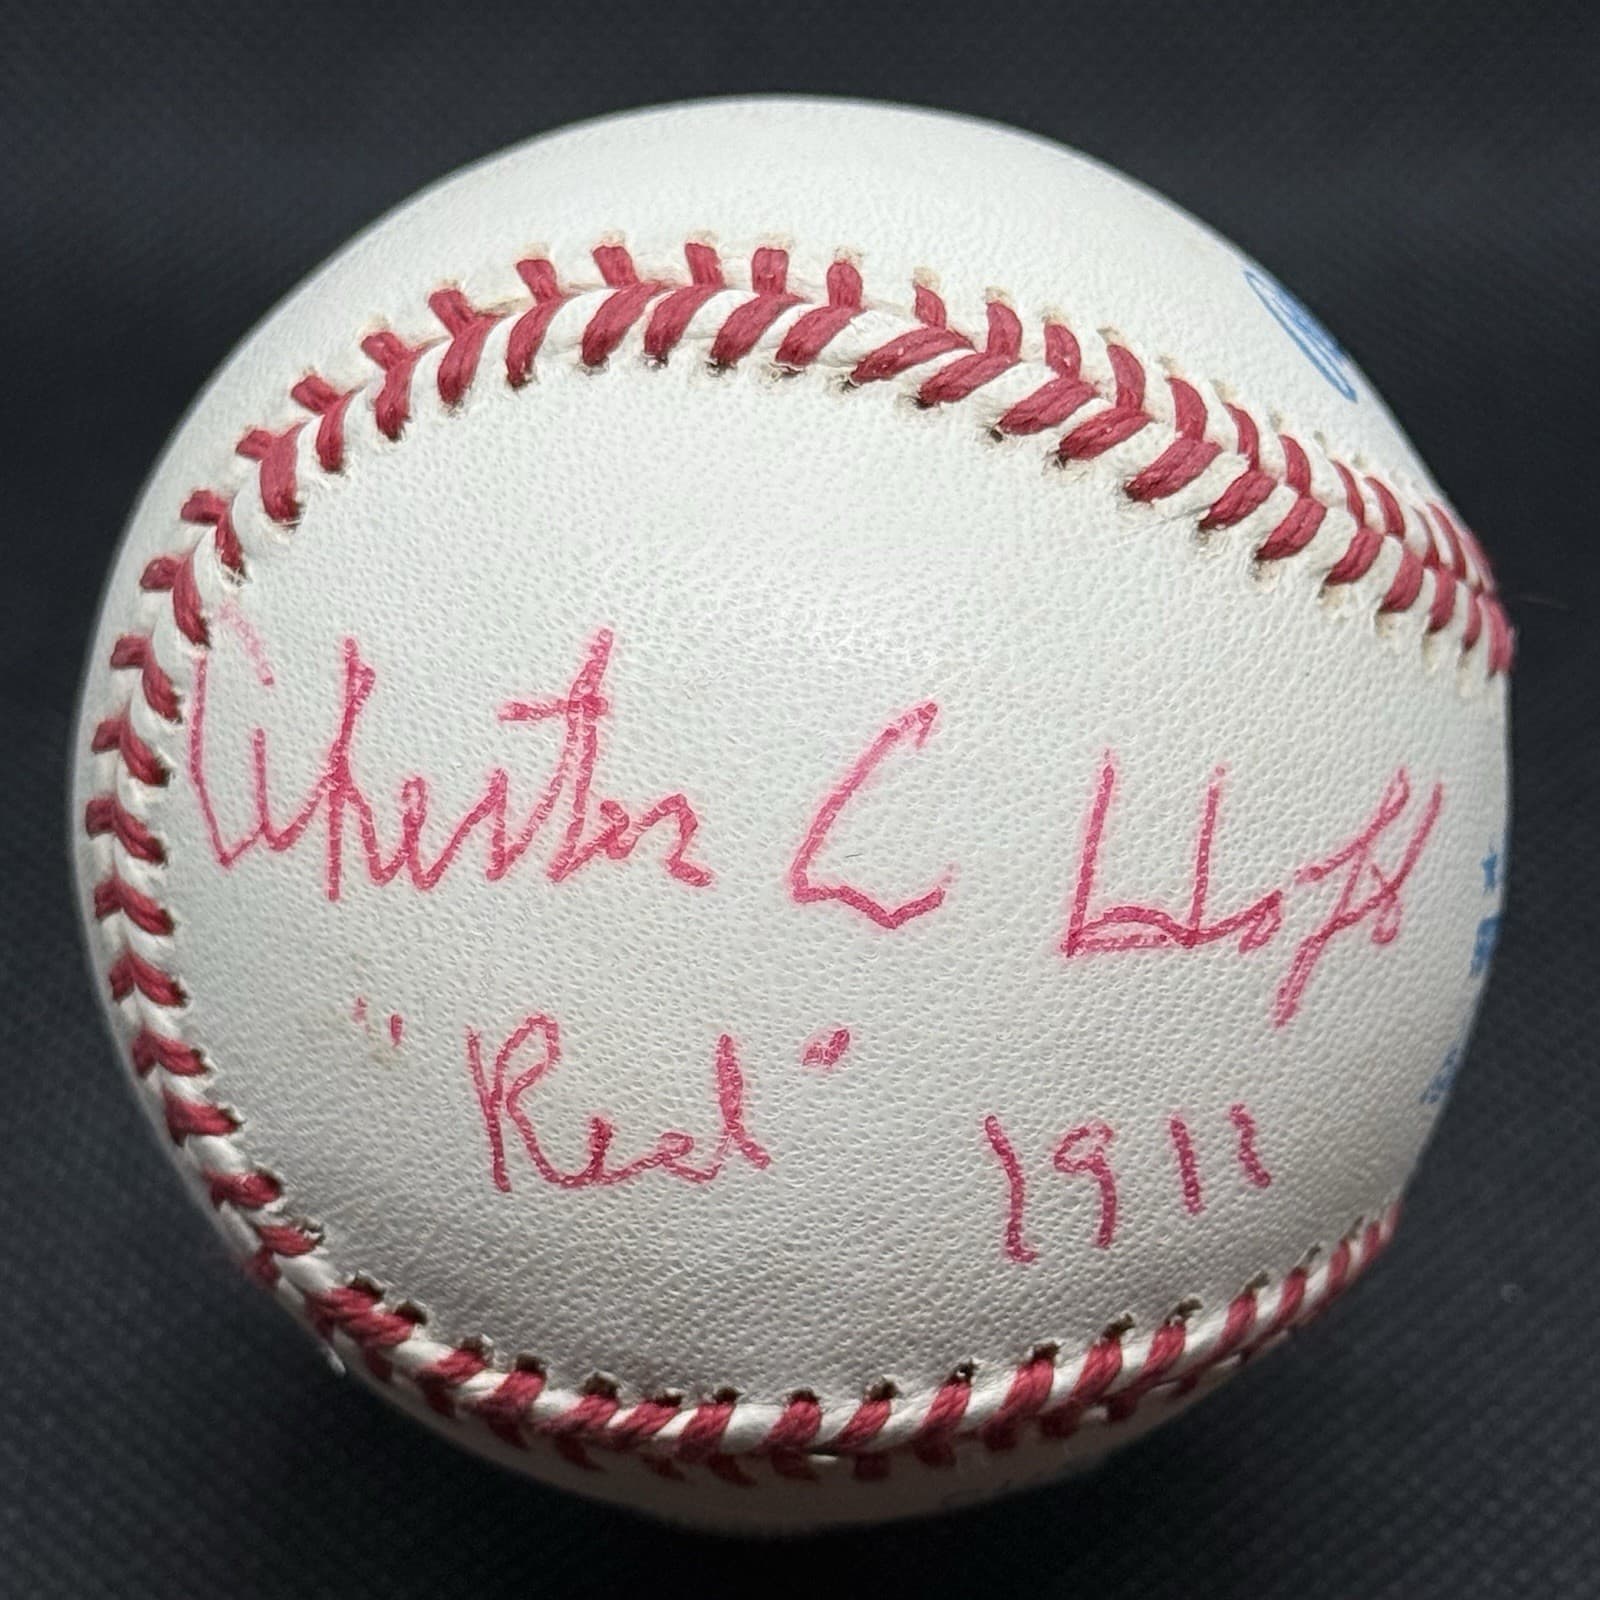 Chester C Hoff
"Red" 1911